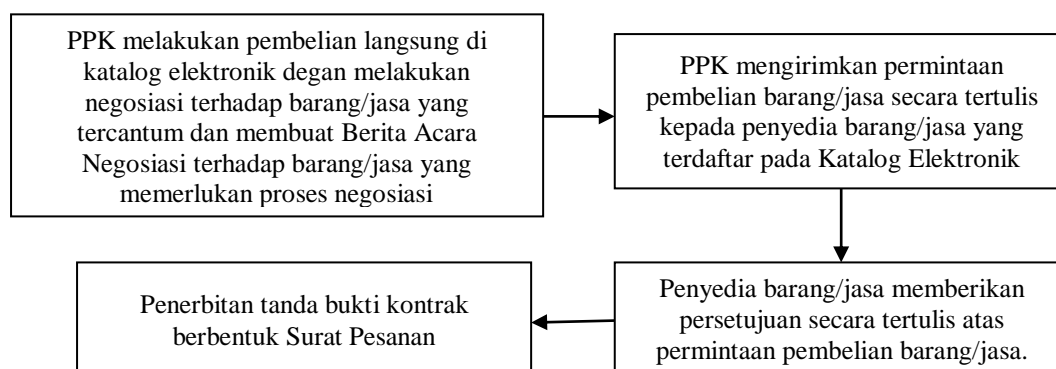 PPK melakukan pembelian langsung di
katalog elektronik degan melakukan
negosiasi terhadap barang/jasa yang
tercantum dan membuat Berita Acara
Negosiasi terhadap barang/jasa yang
memerlukan proses negosiasi
PPK mengirimkan permintaan
pembelian barang/jasa secara tertulis
kepada penyedia barang/jasa yang
terdaftar pada Katalog Elektronik
Penyedia barang/jasa memberikan
persetujuan secara tertulis atas
permintaan pembelian barang/jasa.
Penerbitan tanda bukti kontrak
berbentuk Surat Pesanan